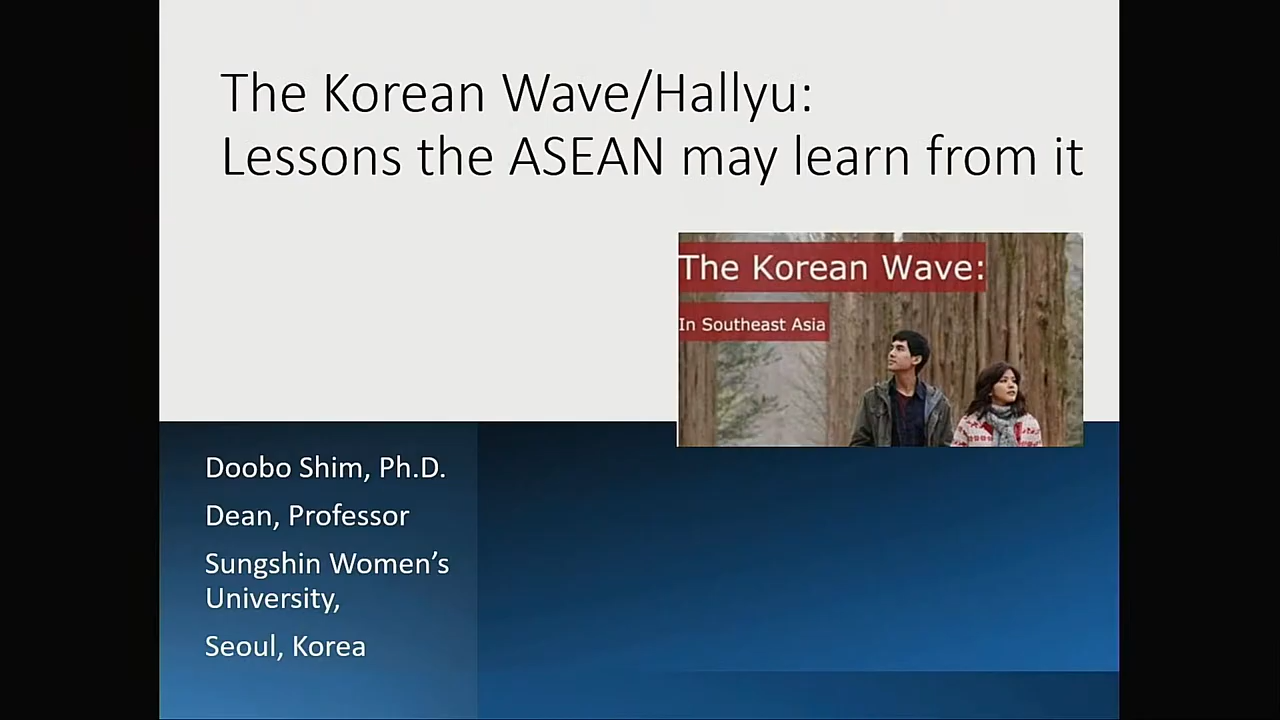 The Korean Wave/Hallyu:
Lessons the ASEAN may learn from it
The Korean Wave:
In Southeast Asia
Doobo Shim, Ph.D.
Dean, Professor
Sungshin Women’s
University,
Seoul, Korea